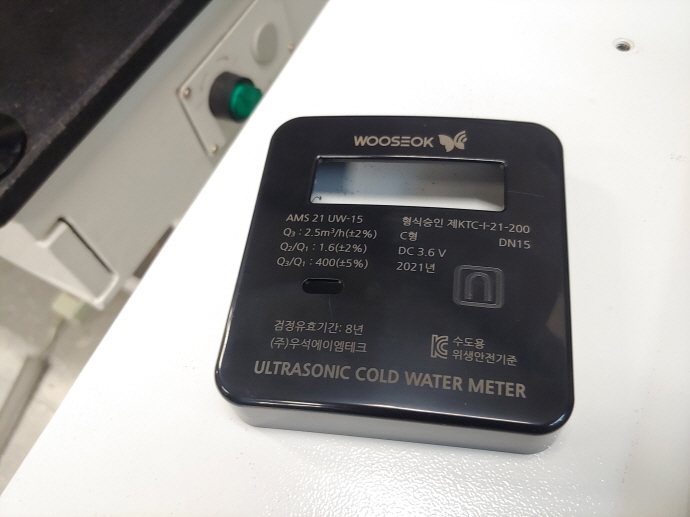 WOOSEOK
AMS 21 UW-15
Q₃ : 2.5m³/h(±2%)
Q₂/Q₁ : 1.6(±2%)
Q₃/Q₁ : 400(±5%)
형식승인 제KTC-I-21-200
C형 DN15
DC 3.6 V
2021년
검정유효기간: 8년
(주)우석에이엠테크
수도용
위생안전기준
ULTRASONIC COLD WATER METER